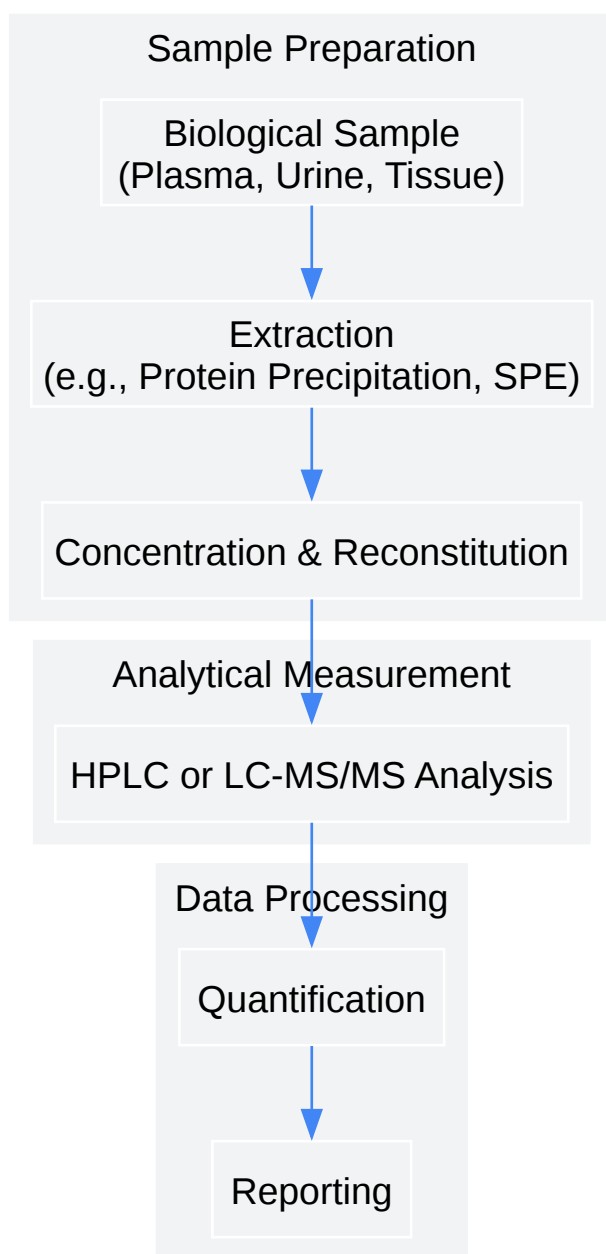 Sample Preparation
Biological Sample
(Plasma, Urine, Tissue)
Extraction
(e.g., Protein Precipitation, SPE)
Concentration & Reconstitution
Analytical Measurement
HPLC or LC-MS/MS Analysis
Data Processing
Quantification
Reporting